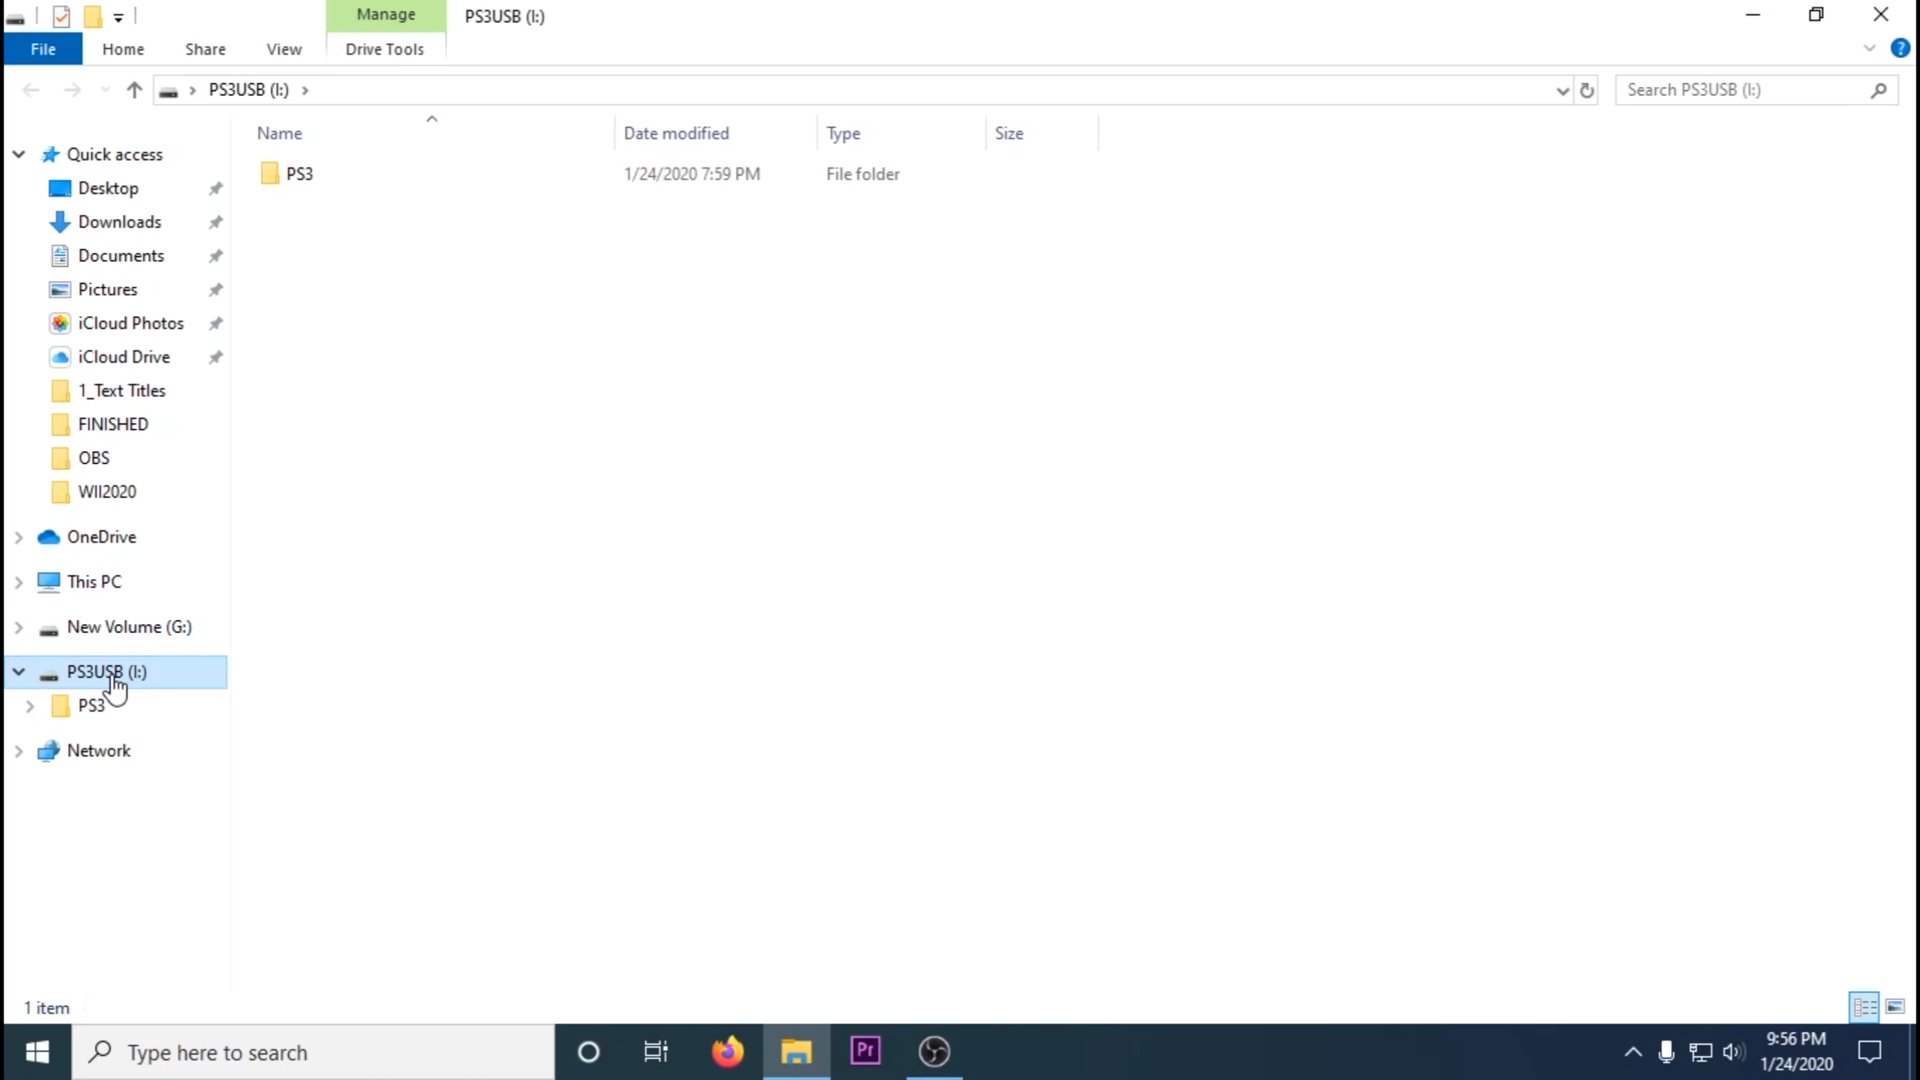 Manage
PS3USB (I:)
File
Home
Share
View
Drive Tools
PS3USB (I:)
Search PS3USB (I:)
Name
Date modified
Type
Size
PS3
1/24/2020 7:59 PM
File folder
Quick access
Desktop
Downloads
Documents
Pictures
iCloud Photos
iCloud Drive
1_Text Titles
FINISHED
OBS
WII2020
OneDrive
This PC
New Volume (G:)
PS3USB (I:)
PS3
Network
1 item
Type here to search
Pr
9:56 PM
1/24/2020